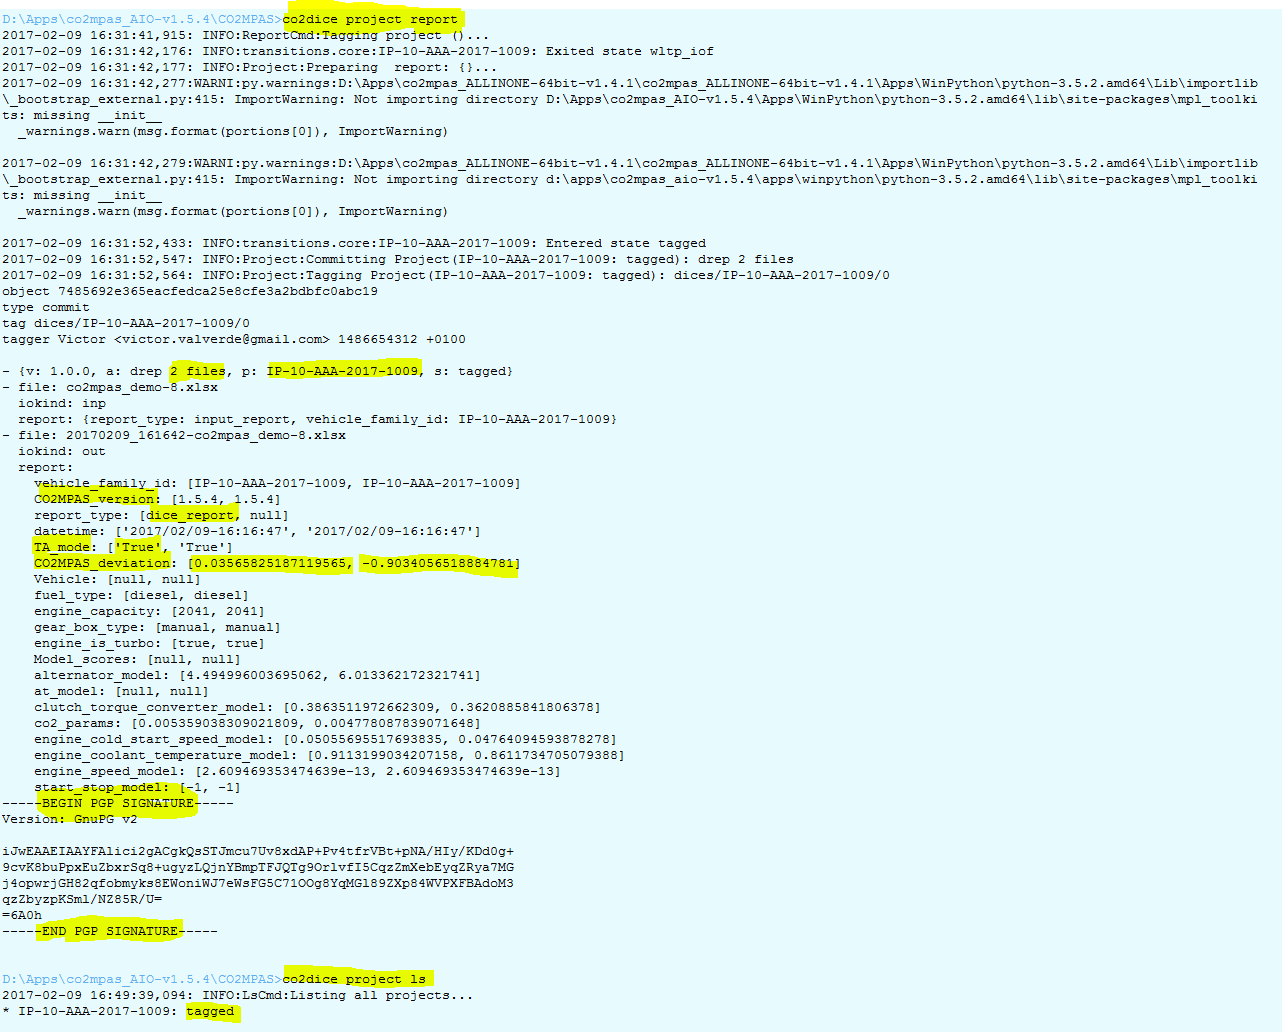 D:\Apps\co2mpas_AIO-v1.5.4\CO2MPAS>co2dice project report
2017-02-09 16:31:41,915: INFO:ReportCmd:Tagging project ()...
2017-02-09 16:31:42,176: INFO:transitions.core:IP-10-AAA-2017-1009: Exited state wltp_iof
2017-02-09 16:31:42,177: INFO:Project:Preparing  report: {}...
2017-02-09 16:31:42,277:WARNI:py.warnings:D:\Apps\co2mpas_ALLINONE-64bit-v1.4.1\co2mpas_ALLINONE-64bit-v1.4.1\Apps\WinPython\python-3.5.2.amd64\Lib\importlib
\_bootstrap_external.py:415: ImportWarning: Not importing directory D:\Apps\co2mpas_AIO-v1.5.4\Apps\WinPython\python-3.5.2.amd64\lib\site-packages\mpl_toolki
ts: missing __init__
  _warnings.warn(msg.format(portions[0]), ImportWarning)

2017-02-09 16:31:42,279:WARNI:py.warnings:D:\Apps\co2mpas_ALLINONE-64bit-v1.4.1\co2mpas_ALLINONE-64bit-v1.4.1\Apps\WinPython\python-3.5.2.amd64\Lib\importlib
\_bootstrap_external.py:415: ImportWarning: Not importing directory d:\apps\co2mpas_aio-v1.5.4\apps\winpython\python-3.5.2.amd64\lib\site-packages\mpl_toolki
ts: missing __init__
  _warnings.warn(msg.format(portions[0]), ImportWarning)

2017-02-09 16:31:52,433: INFO:transitions.core:IP-10-AAA-2017-1009: Entered state tagged
2017-02-09 16:31:52,547: INFO:Project:Committing Project(IP-10-AAA-2017-1009: tagged): drep 2 files
2017-02-09 16:31:52,564: INFO:Project:Tagging Project(IP-10-AAA-2017-1009: tagged): dices/IP-10-AAA-2017-1009/0
object 7485692e365eacfedca25e8cfe3a2bdbfc0abc19
type commit
tag dices/IP-10-AAA-2017-1009/0
tagger Victor <victor.valverde@gmail.com> 1486654312 +0100

- {v: 1.0.0, a: drep 2 files, p: IP-10-AAA-2017-1009, s: tagged}
- file: co2mpas_demo-8.xlsx
  iokind: inp
  report: {report_type: input_report, vehicle_family_id: IP-10-AAA-2017-1009}
- file: 20170209_161642-co2mpas_demo-8.xlsx
  iokind: out
  report:
    vehicle_family_id: [IP-10-AAA-2017-1009, IP-10-AAA-2017-1009]
    CO2MPAS_version: [1.5.4, 1.5.4]
    report_type: [dice_report, null]
    datetime: ['2017/02/09-16:16:47', '2017/02/09-16:16:47']
    TA_mode: ['True', 'True']
    CO2MPAS_deviation: [0.03565825187119565, -0.9034056518884781]
    Vehicle: [null, null]
    fuel_type: [diesel, diesel]
    engine_capacity: [2041, 2041]
    gear_box_type: [manual, manual]
    engine_is_turbo: [true, true]
    Model_scores: [null, null]
    alternator_model: [4.494996003695062, 6.013362172321741]
    at_model: [null, null]
    clutch_torque_converter_model: [0.3863511972662309, 0.3620885841806378]
    co2_params: [0.005359038309021809, 0.004778087839071648]
    engine_cold_start_speed_model: [0.05055695517693835, 0.04764094593878278]
    engine_coolant_temperature_model: [0.9113199034207158, 0.8611734705079388]
    engine_speed_model: [2.609469353474639e-13, 2.609469353474639e-13]
    start_stop_model: [-1, -1]
-----BEGIN PGP SIGNATURE-----
Version: GnuPG v2

iJwEAAEIAAYFAlici2gACgkQsSTJmcu7Uv8xdAP+Pv4tfrVBt+pNA/HIy/KDd0g+
9cvK8buPpxEuZbxrSq8+ugyzLQjnYBmpTFJQTg9OrlvfI5CqzZmXebEyqZRya7MG
j4opwrjGH82qfobmyks8EWoniWJ7eWsFG5C71OOg8YqMGl89ZXp84WVPXFBAdoM3
qzZbyzpKSml/NZ85R/U=
=6A0h
-----END PGP SIGNATURE-----

D:\Apps\co2mpas_AIO-v1.5.4\CO2MPAS>co2dice project ls
2017-02-09 16:49:39,094: INFO:LsCmd:Listing all projects...
* IP-10-AAA-2017-1009: tagged